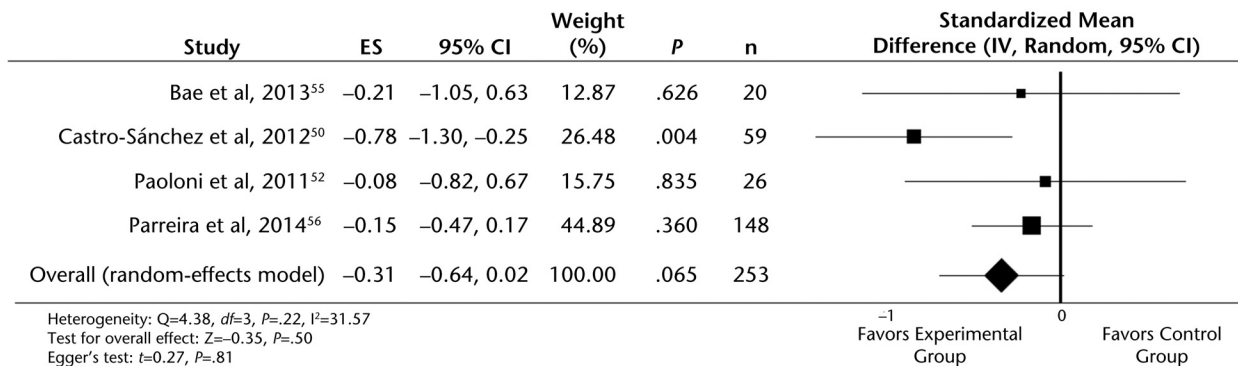 Study ES 95% CI Weight (%) P n Standardized Mean Difference (IV, Random, 95% CI)
Bae et al, 2013⁵⁵ –0.21 –1.05, 0.63 12.87 .626 20
Castro-Sánchez et al, 2012⁵⁰ –0.78 –1.30, –0.25 26.48 .004 59
Paoloni et al, 2011⁵² –0.08 –0.82, 0.67 15.75 .835 26
Parreira et al, 2014⁵⁶ –0.15 –0.47, 0.17 44.89 .360 148
Overall (random-effects model) –0.31 –0.64, 0.02 100.00 .065 253
Heterogeneity: Q=4.38, df=3, P=.22, I²=31.57
Test for overall effect: Z=–0.35, P=.50
Egger's test: t=0.27, P=.81
–1 0
Favors Experimental Group
Favors Control Group